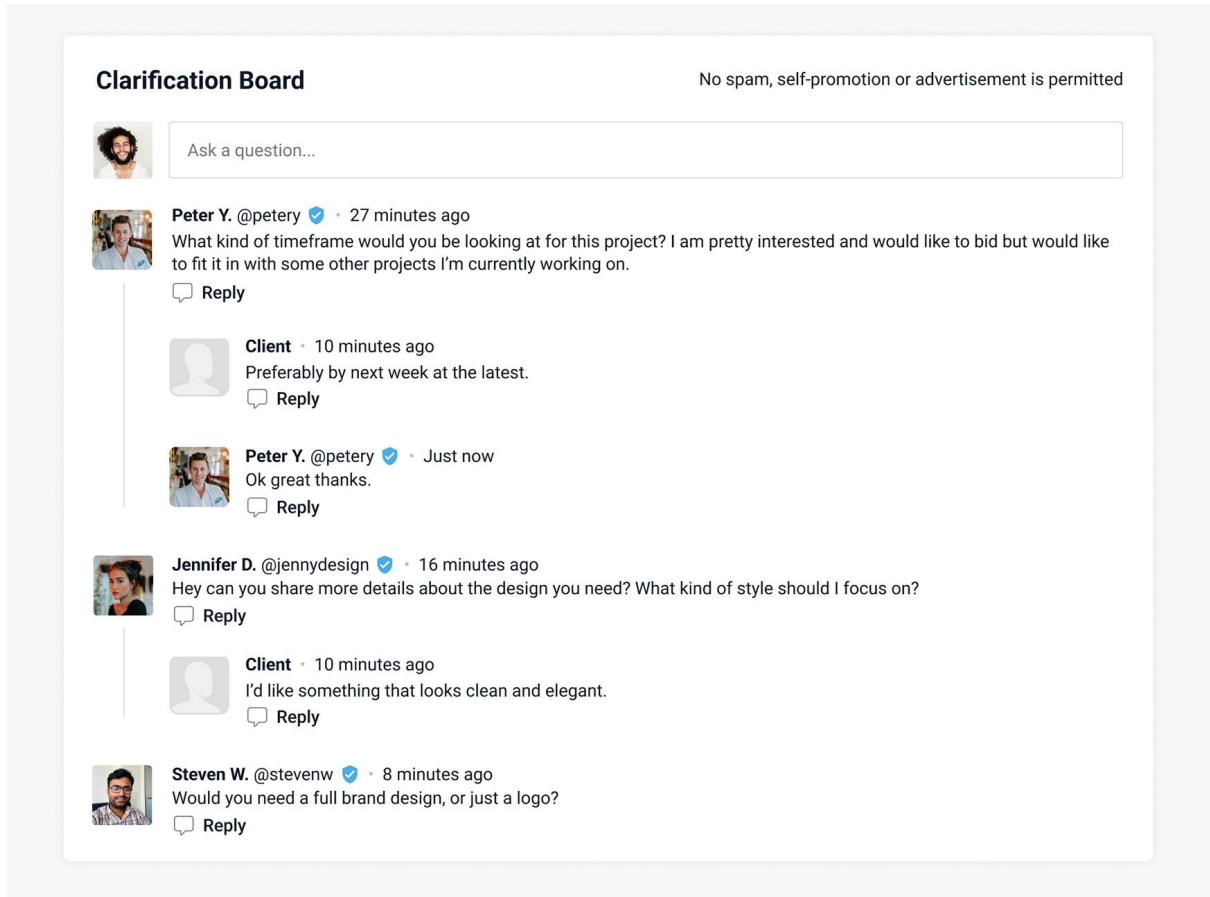 Clarification Board
No spam, self-promotion or advertisement is permitted
Ask a question...
Peter Y. @petery • 27 minutes ago
What kind of timeframe would you be looking at for this project? I am pretty interested and would like to bid but would like
to fit it in with some other projects I’m currently working on.
Reply
Client • 10 minutes ago
Preferably by next week at the latest.
Reply
Peter Y. @petery • Just now
Ok great thanks.
Reply
Jennifer D. @jennydesign • 16 minutes ago
Hey can you share more details about the design you need? What kind of style should I focus on?
Reply
Client • 10 minutes ago
I’d like something that looks clean and elegant.
Reply
Steven W. @stevenw • 8 minutes ago
Would you need a full brand design, or just a logo?
Reply